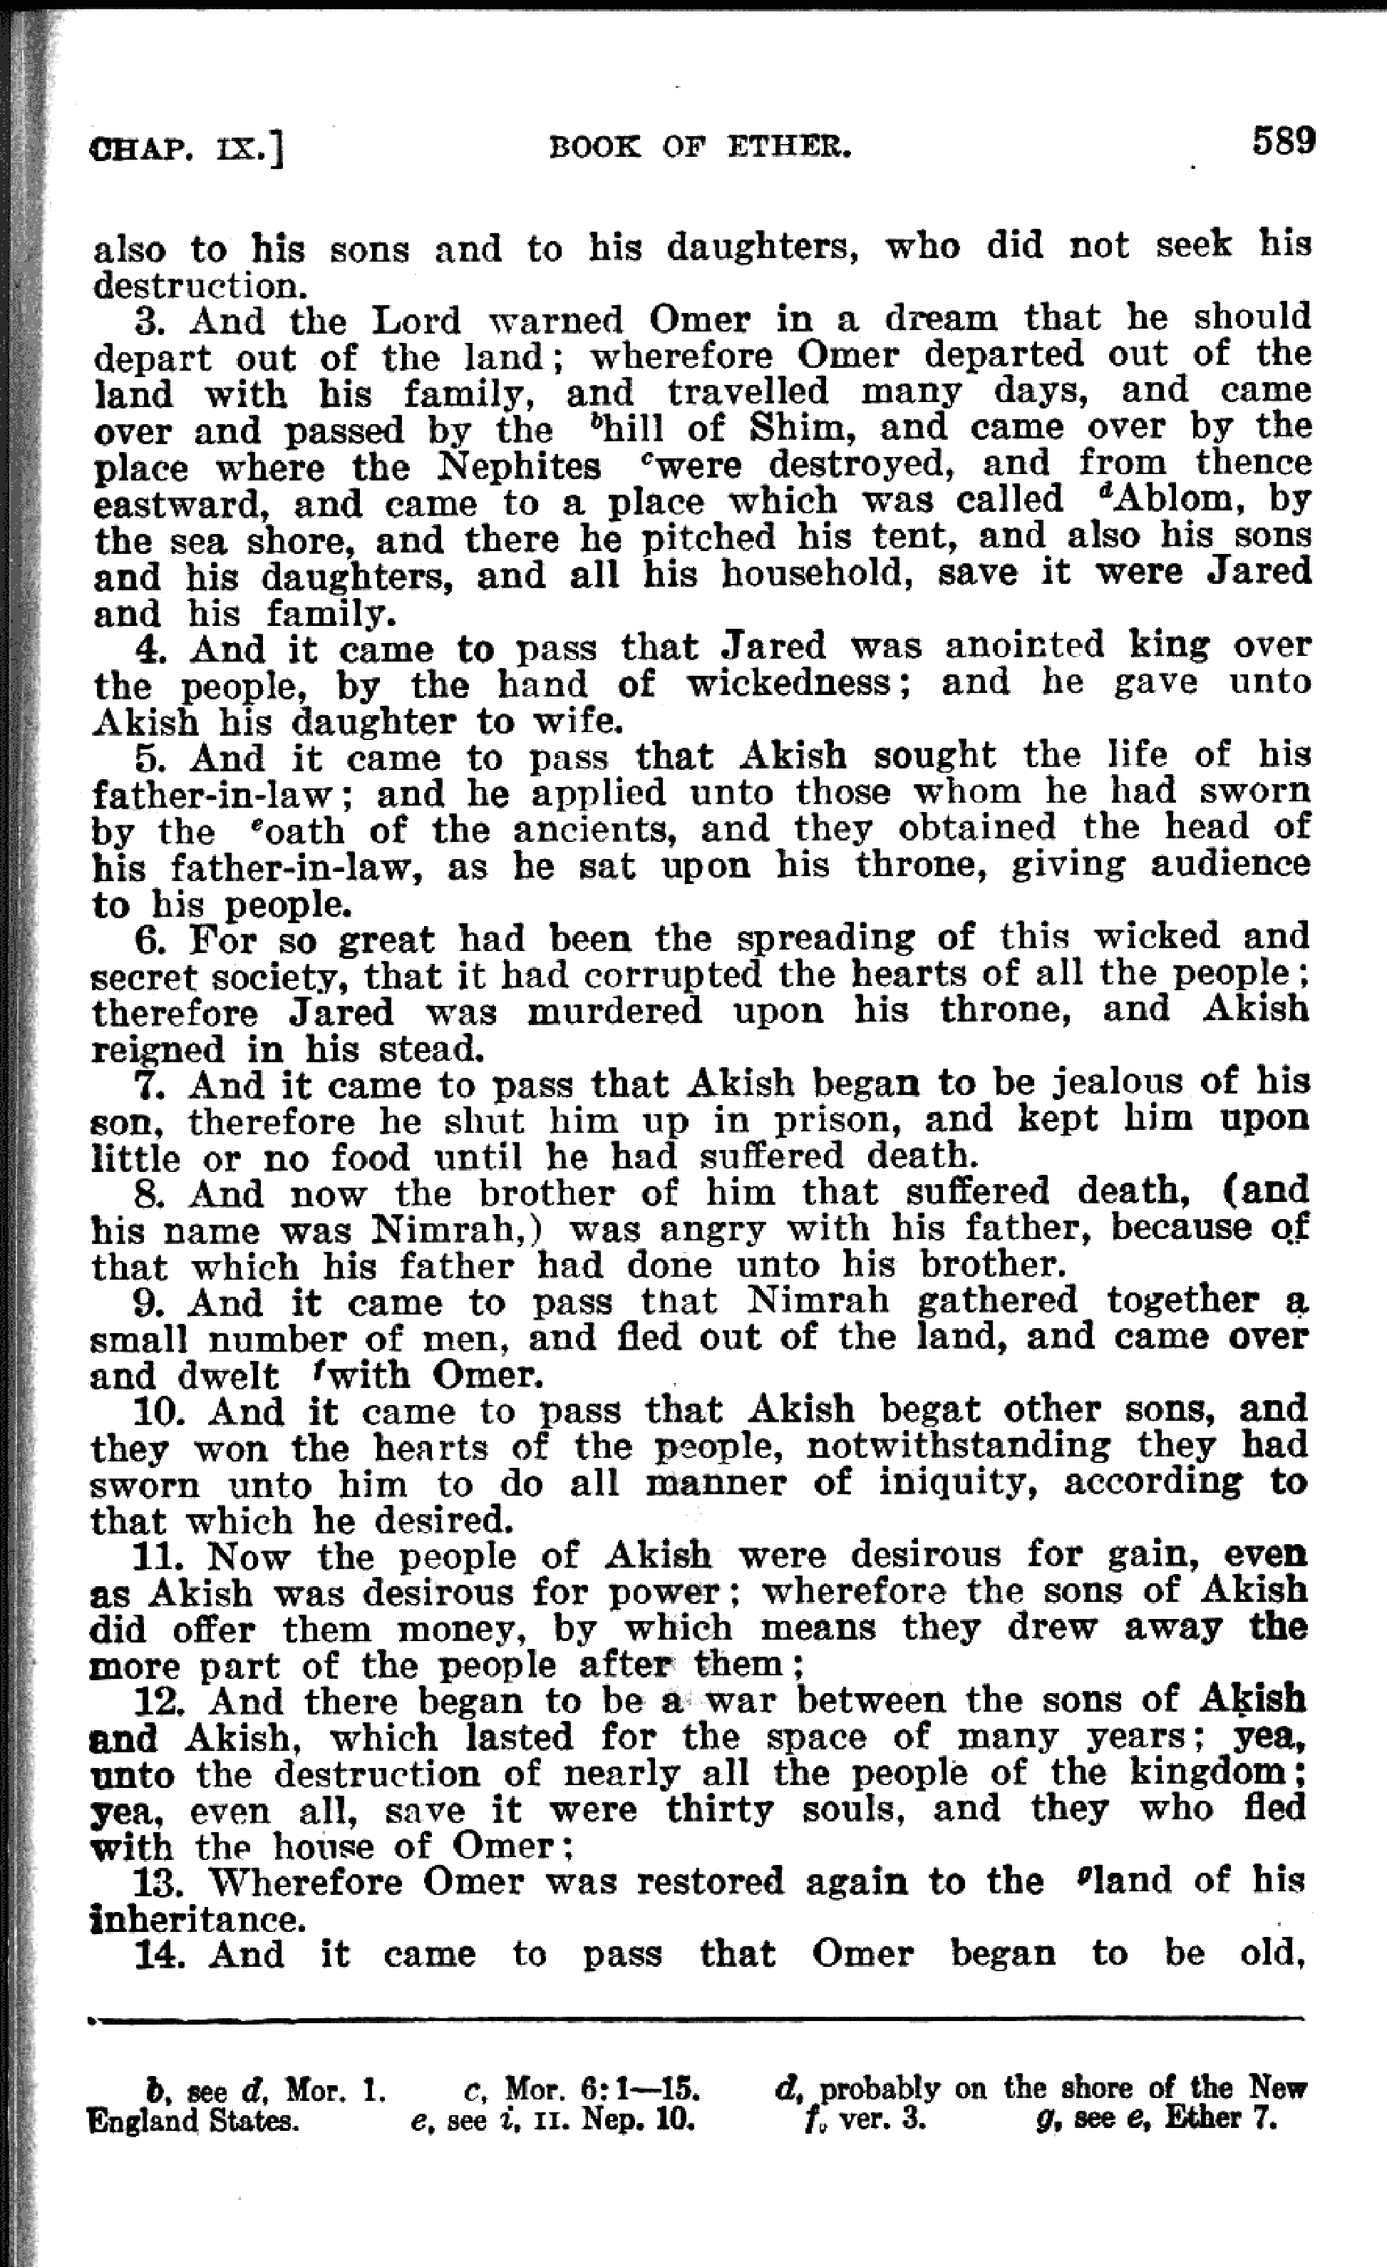 CHAP. IX.] BOOK OF ETHER. 589
also to his sons and to his daughters, who did not seek his
destruction.
3. And the Lord warned Omer in a dream that he should
depart out of the land; wherefore Omer departed out of the
land with his family, and travelled many days, and came
over and passed by the ᵇhill of Shim, and came over by the
place where the Nephites ᶜwere destroyed, and from thence
eastward, and came to a place which was called ᵈAblom, by
the sea shore, and there he pitched his tent, and also his sons
and his daughters, and all his household, save it were Jared
and his family.
4. And it came to pass that Jared was anointed king over
the people, by the hand of wickedness; and he gave unto
Akish his daughter to wife.
5. And it came to pass that Akish sought the life of his
father-in-law; and he applied unto those whom he had sworn
by the ᵉoath of the ancients, and they obtained the head of
his father-in-law, as he sat upon his throne, giving audience
to his people.
6. For so great had been the spreading of this wicked and
secret society, that it had corrupted the hearts of all the people;
therefore Jared was murdered upon his throne, and Akish
reigned in his stead.
7. And it came to pass that Akish began to be jealous of his
son, therefore he shut him up in prison, and kept him upon
little or no food until he had suffered death.
8. And now the brother of him that suffered death, (and
his name was Nimrah,) was angry with his father, because of
that which his father had done unto his brother.
9. And it came to pass that Nimrah gathered together a
small number of men, and fled out of the land, and came over
and dwelt ᶠwith Omer.
10. And it came to pass that Akish begat other sons, and
they won the hearts of the people, notwithstanding they had
sworn unto him to do all manner of iniquity, according to
that which he desired.
11. Now the people of Akish were desirous for gain, even
as Akish was desirous for power; wherefore the sons of Akish
did offer them money, by which means they drew away the
more part of the people after them;
12. And there began to be a war between the sons of Akish
and Akish, which lasted for the space of many years; yea,
unto the destruction of nearly all the people of the kingdom;
yea, even all, save it were thirty souls, and they who fled
with the house of Omer;
13. Wherefore Omer was restored again to the ᵍland of his
inheritance.
14. And it came to pass that Omer began to be old,
b, see d, Mor. 1. c, Mor. 6:1—15. d, probably on the shore of the New
England States. e, see i, II. Nep. 10. f, ver. 3. g, see e, Ether 7.